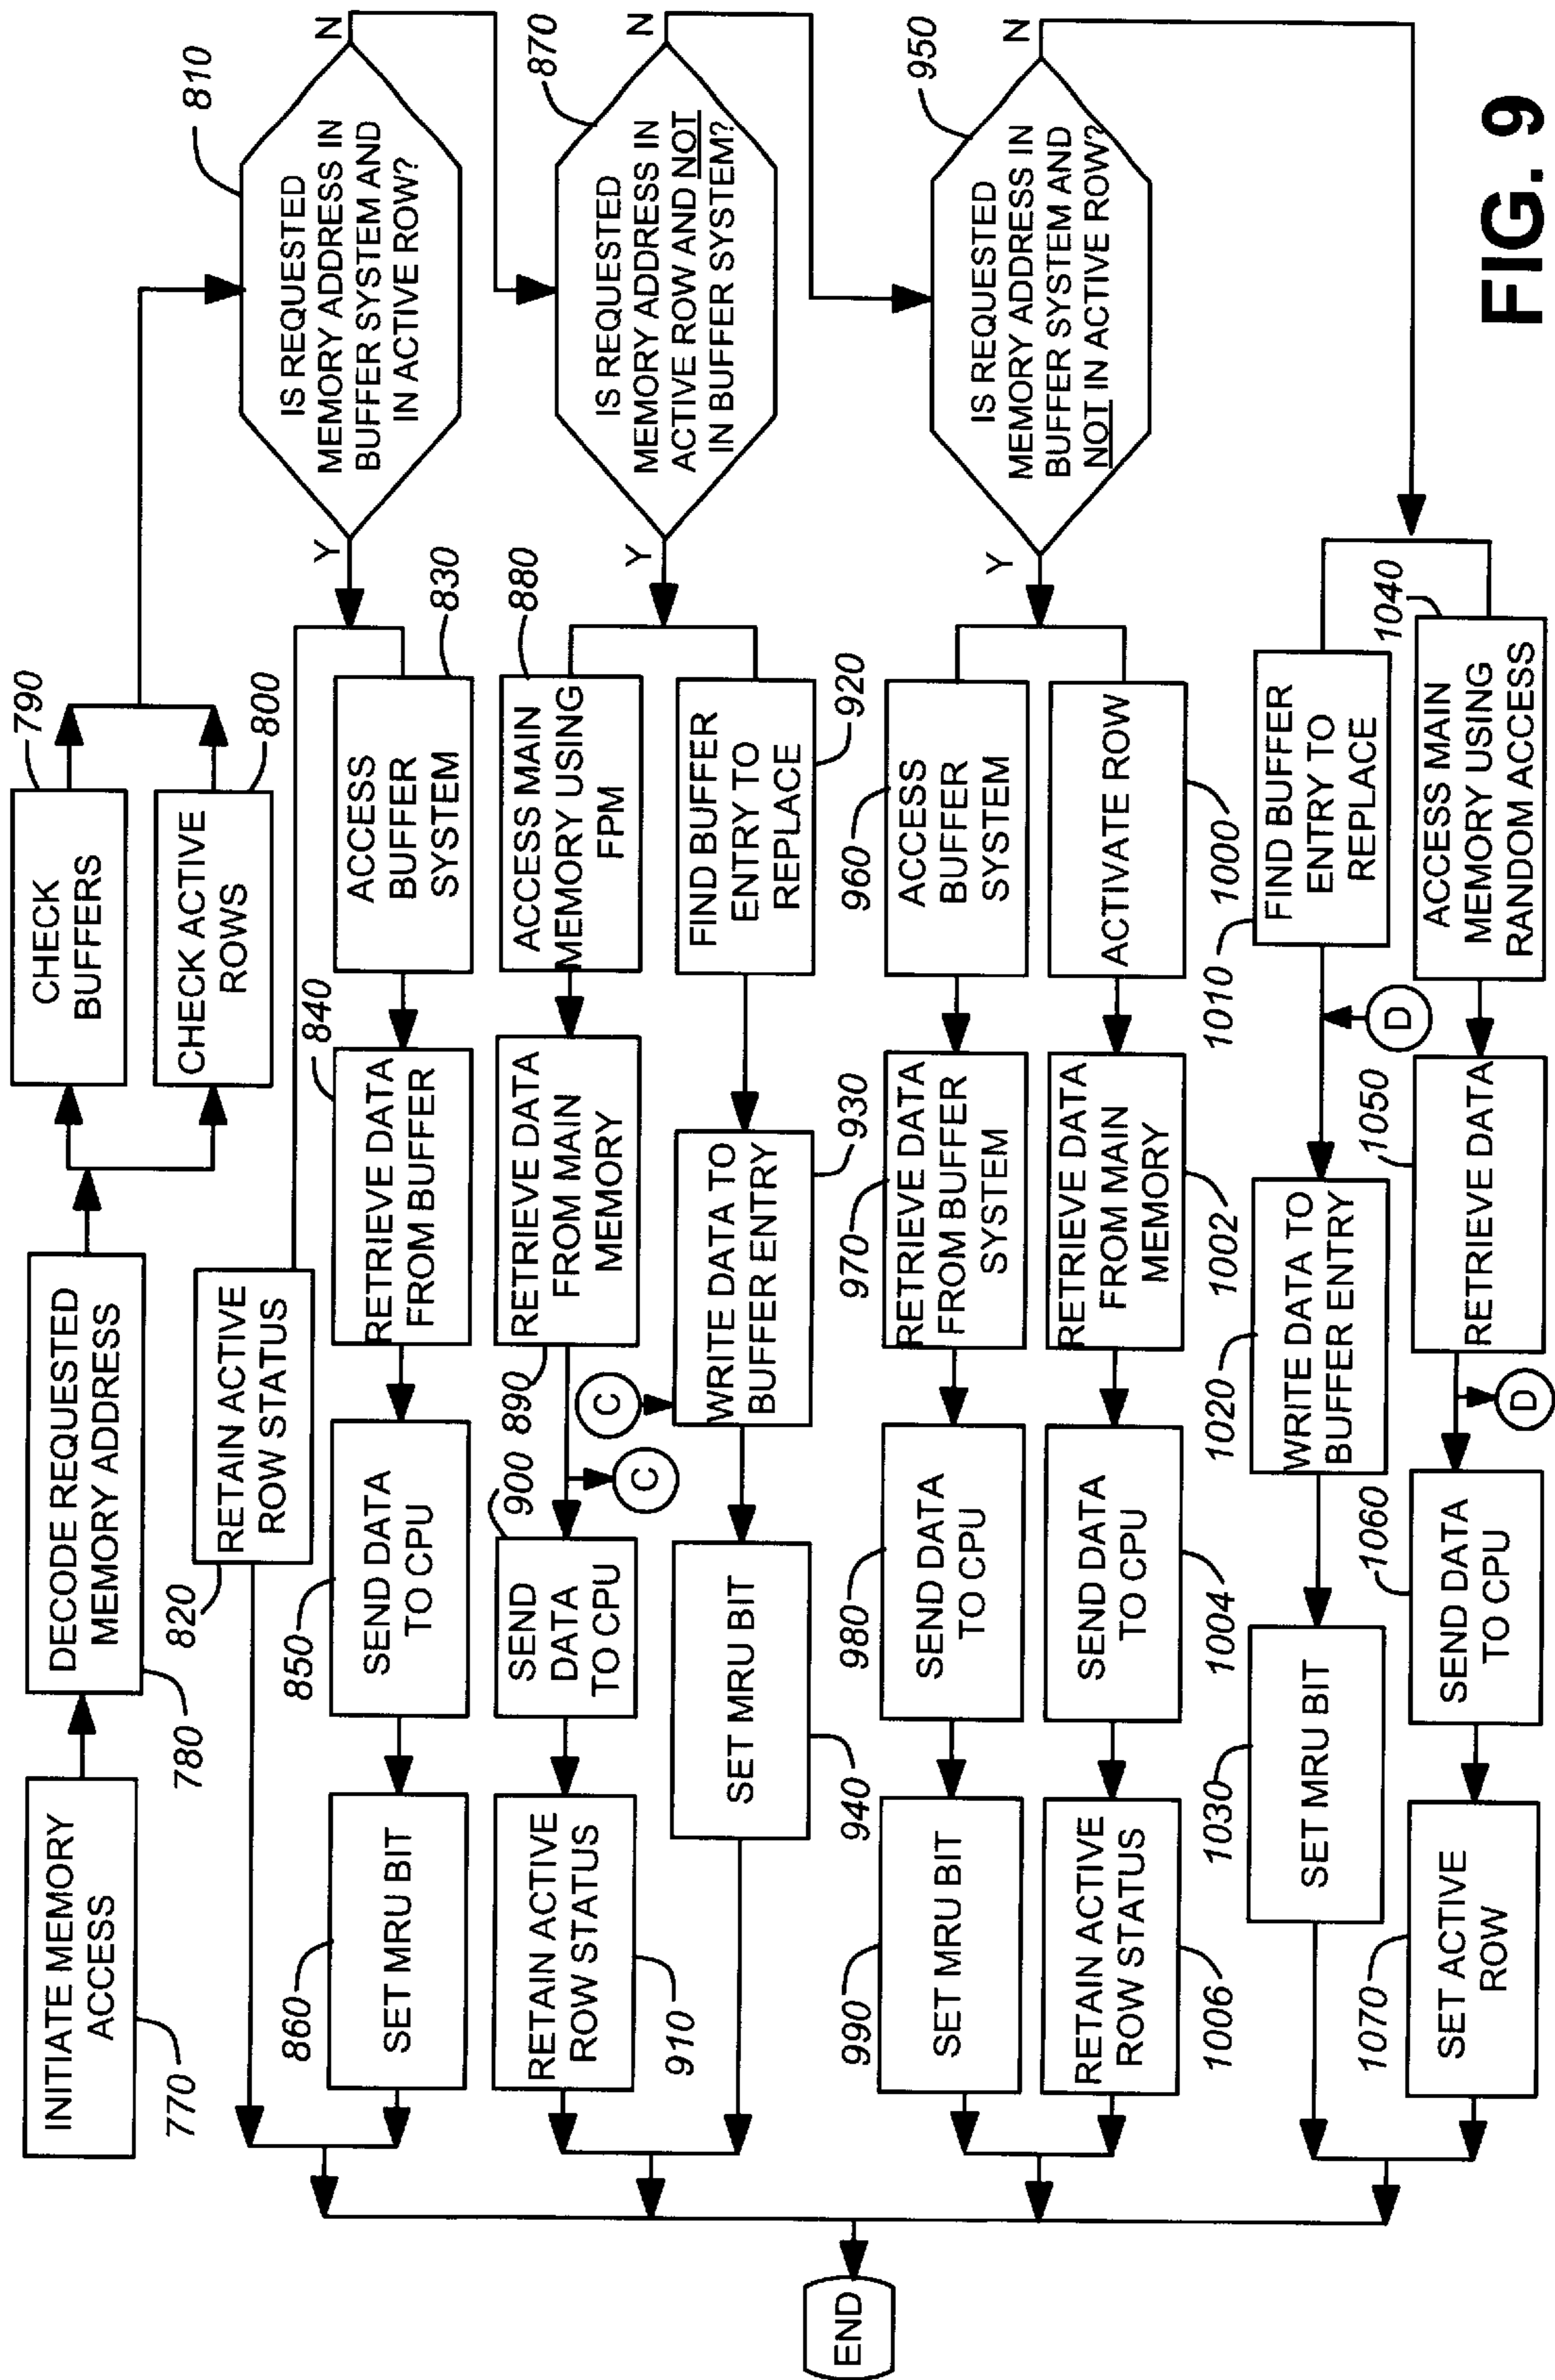 INITIATE MEMORY
ACCESS
770
DECODE REQUESTED
MEMORY ADDRESS
780
CHECK
BUFFERS
790
CHECK ACTIVE
ROWS
800
IS REQUESTED
MEMORY ADDRESS IN
BUFFER SYSTEM AND
IN ACTIVE ROW?
810
N
Y
RETAIN ACTIVE
ROW STATUS
820
ACCESS
BUFFER
SYSTEM
830
RETRIEVE DATA
FROM BUFFER
840
SEND DATA
TO CPU
850
SET MRU BIT
860
IS REQUESTED
MEMORY ADDRESS IN
ACTIVE ROW AND NOT
IN BUFFER SYSTEM?
870
N
Y
ACCESS MAIN
MEMORY USING
FPM
880
RETRIEVE DATA
FROM MAIN
MEMORY
890
C
SEND
DATA
TO CPU
900
RETAIN ACTIVE
ROW STATUS
910
FIND BUFFER
ENTRY TO
REPLACE
920
C
WRITE DATA TO
BUFFER ENTRY
930
SET MRU BIT
940
IS REQUESTED
MEMORY ADDRESS IN
BUFFER SYSTEM AND
NOT IN ACTIVE ROW?
950
N
Y
ACCESS
BUFFER
SYSTEM
960
RETRIEVE DATA
FROM BUFFER
SYSTEM
970
SEND DATA
TO CPU
980
SET MRU BIT
990
ACTIVATE ROW
1000
RETRIEVE DATA
FROM MAIN
MEMORY
1002
SEND DATA
TO CPU
1004
RETAIN ACTIVE
ROW STATUS
1006
FIND BUFFER
ENTRY TO
REPLACE
1010
D
WRITE DATA TO
BUFFER ENTRY
1020
SET MRU BIT
1030
ACCESS MAIN
MEMORY USING
RANDOM ACCESS
1040
RETRIEVE DATA
1050
D
SEND DATA
TO CPU
1060
SET ACTIVE
ROW
1070
END
FIG. 9